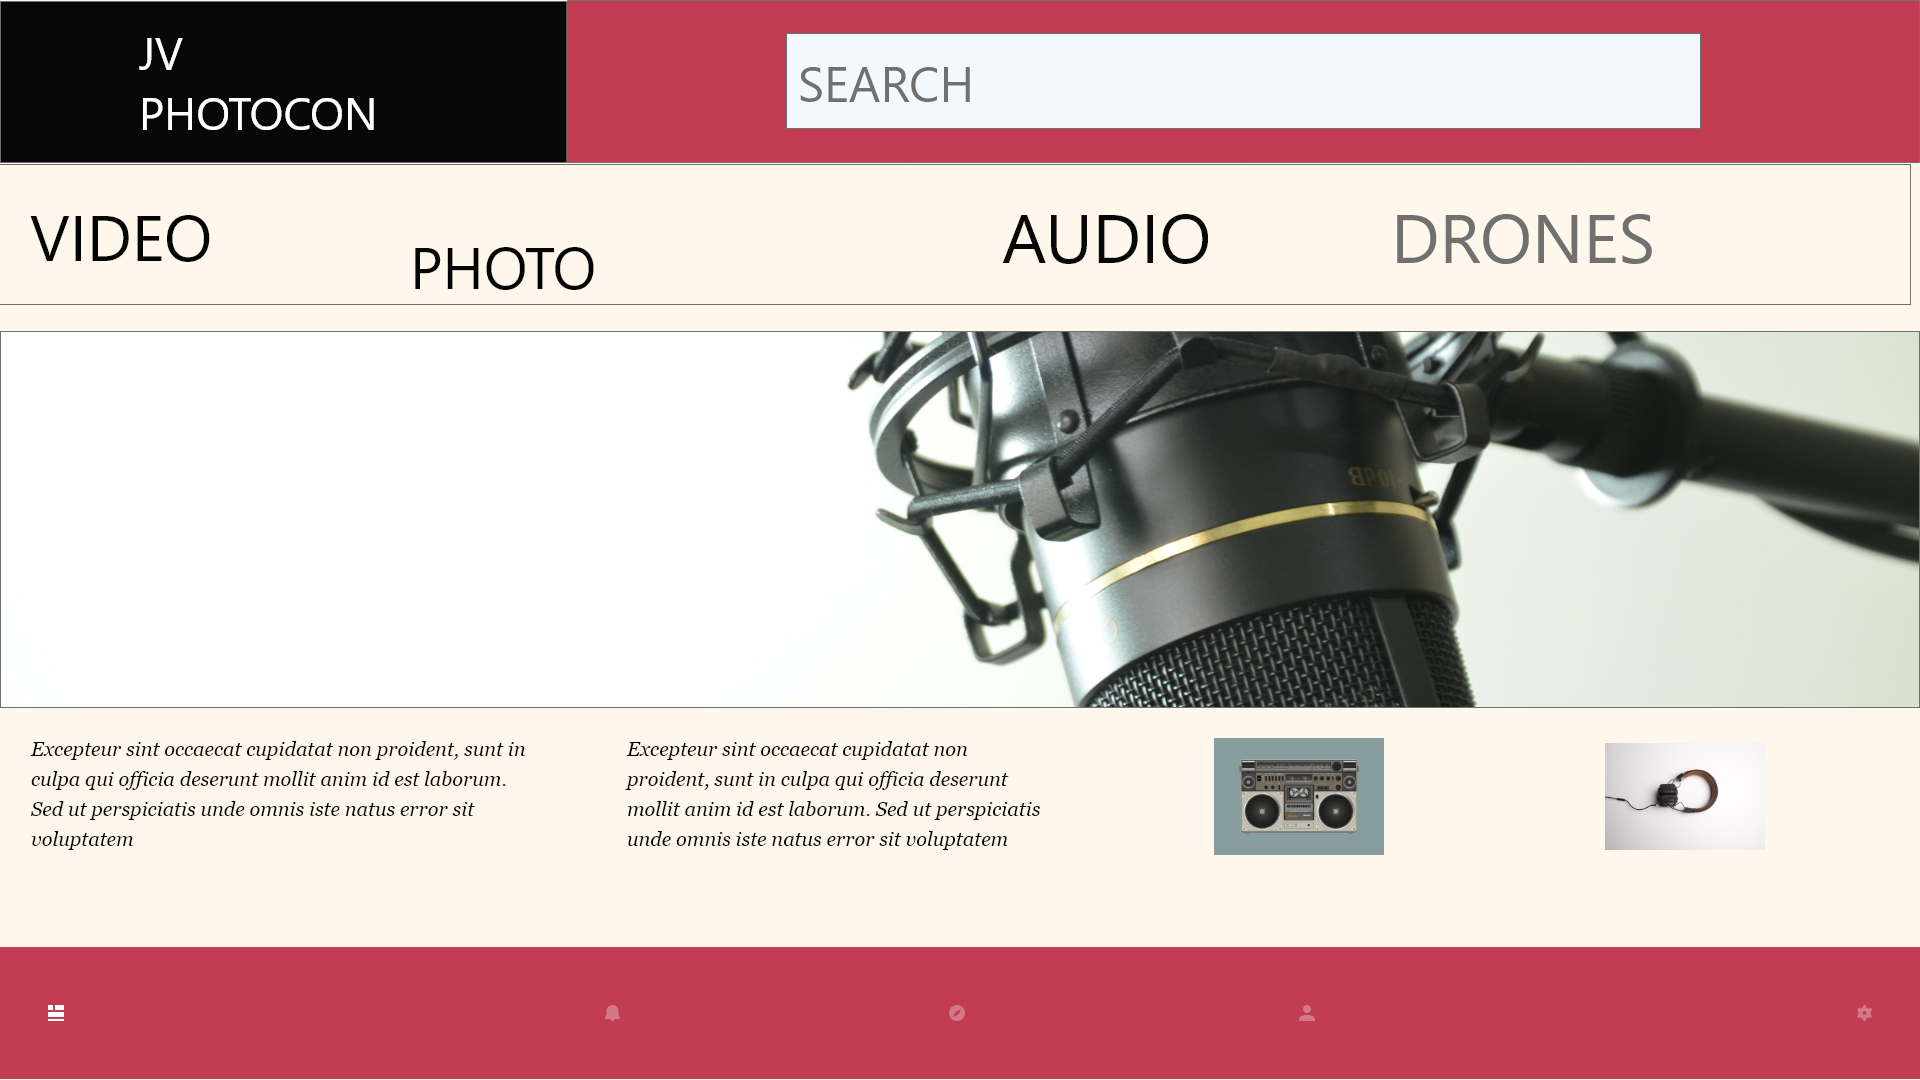 JV
PHOTOCON
SEARCH
VIDEO
PHOTO
AUDIO
DRONES
Excepteur sint occaecat cupidatat non proident, sunt in
culpa qui officia deserunt mollit anim id est laborum.
Sed ut perspiciatis unde omnis iste natus error sit
voluptatem
Excepteur sint occaecat cupidatat non
proident, sunt in culpa qui officia deserunt
mollit anim id est laborum. Sed ut perspiciatis
unde omnis iste natus error sit voluptatem